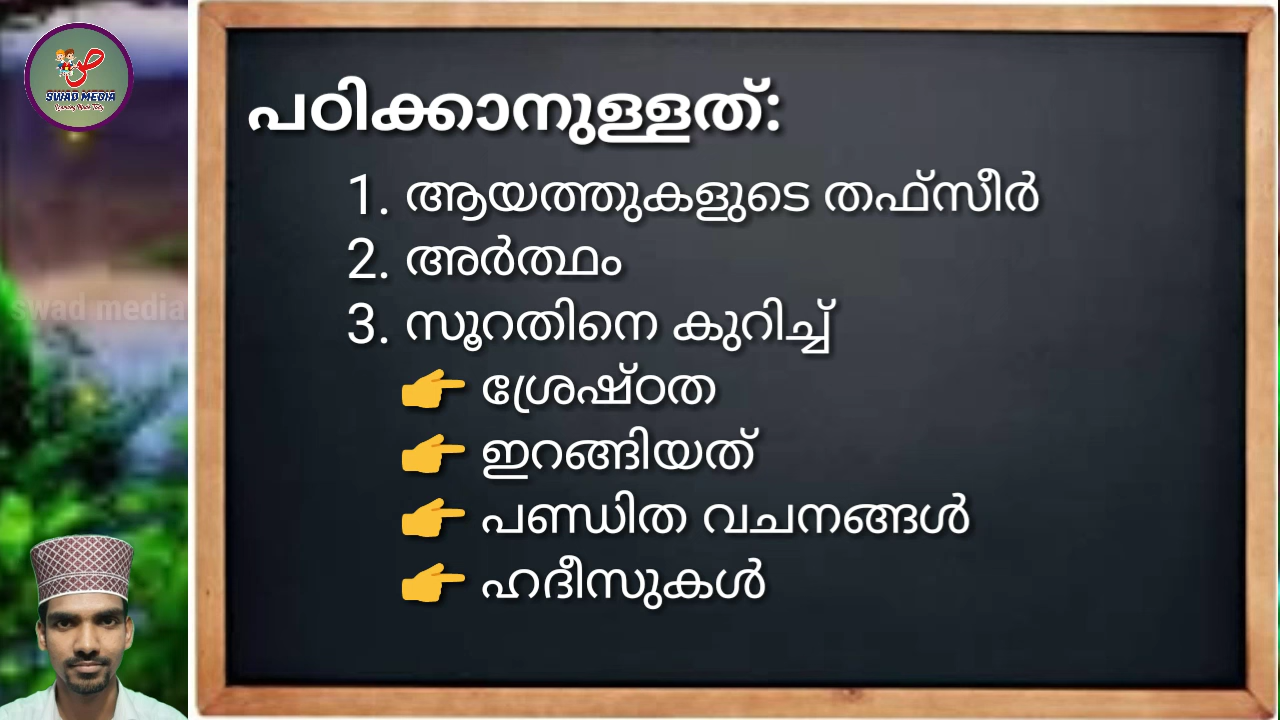 SWAD MEDIA
swad media
പഠിക്കാനുള്ളത്:
1. ആയത്തുകളുടെ തഫ്സീർ
2. അർത്ഥം
3. സൂറതിനെ കുറിച്ച്
👉 ശ്രേഷ്ഠത
👉 ഇറങ്ങിയത്
👉 പണ്ഡിത വചനങ്ങൾ
👉 ഹദീസുകൾ